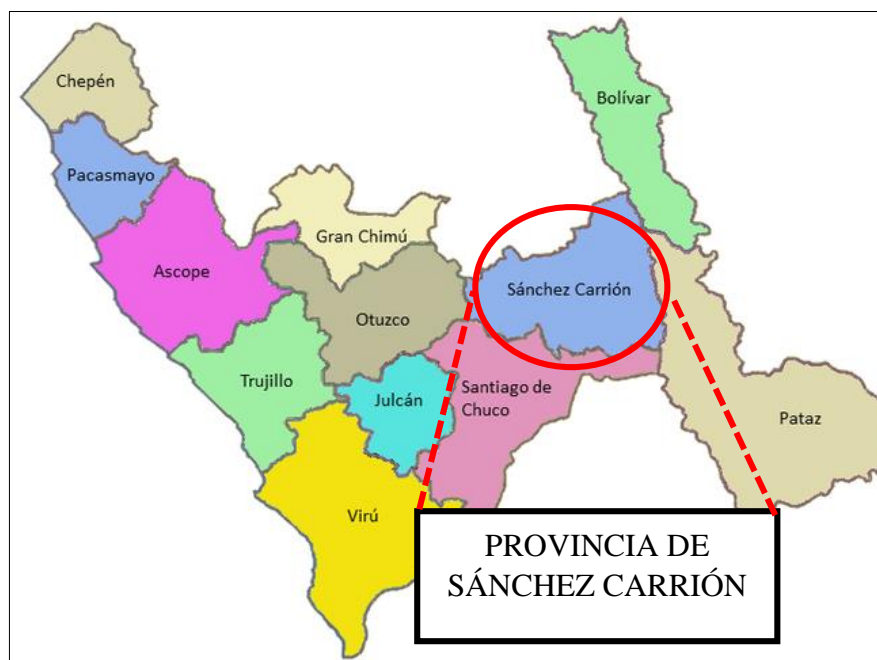 Chepén
Bolívar
Pacasmayo
Gran Chimú
Ascope
Sánchez Carrión
Otuzco
Trujillo
Julcán
Santiago de
Chuco
Pataz
Virú
PROVINCIA DE
SÁNCHEZ CARRIÓN